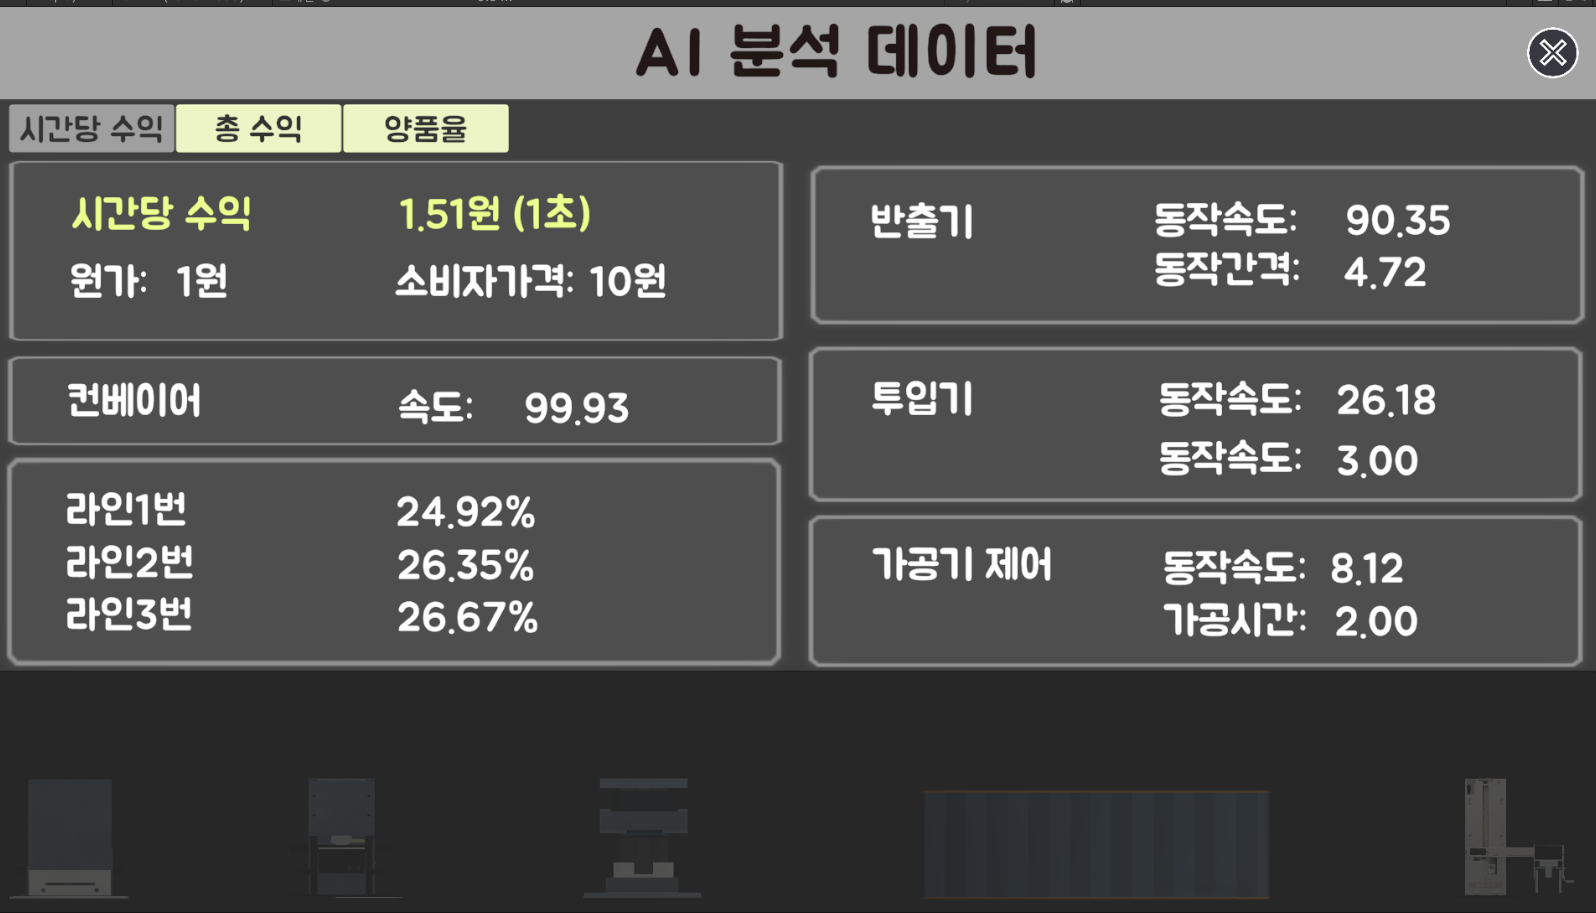 AI 분석 데이터
시간당 수익
총 수익
양품율
시간당 수익 1.51원 (1초)
원가: 1원 소비자가격: 10원
컨베이어 속도: 99.93
라인1번 24.92%
라인2번 26.35%
라인3번 26.67%
반출기 동작속도: 90.35
동작간격: 4.72
투입기 동작속도: 26.18
동작속도: 3.00
가공기 제어 동작속도: 8.12
가공시간: 2.00